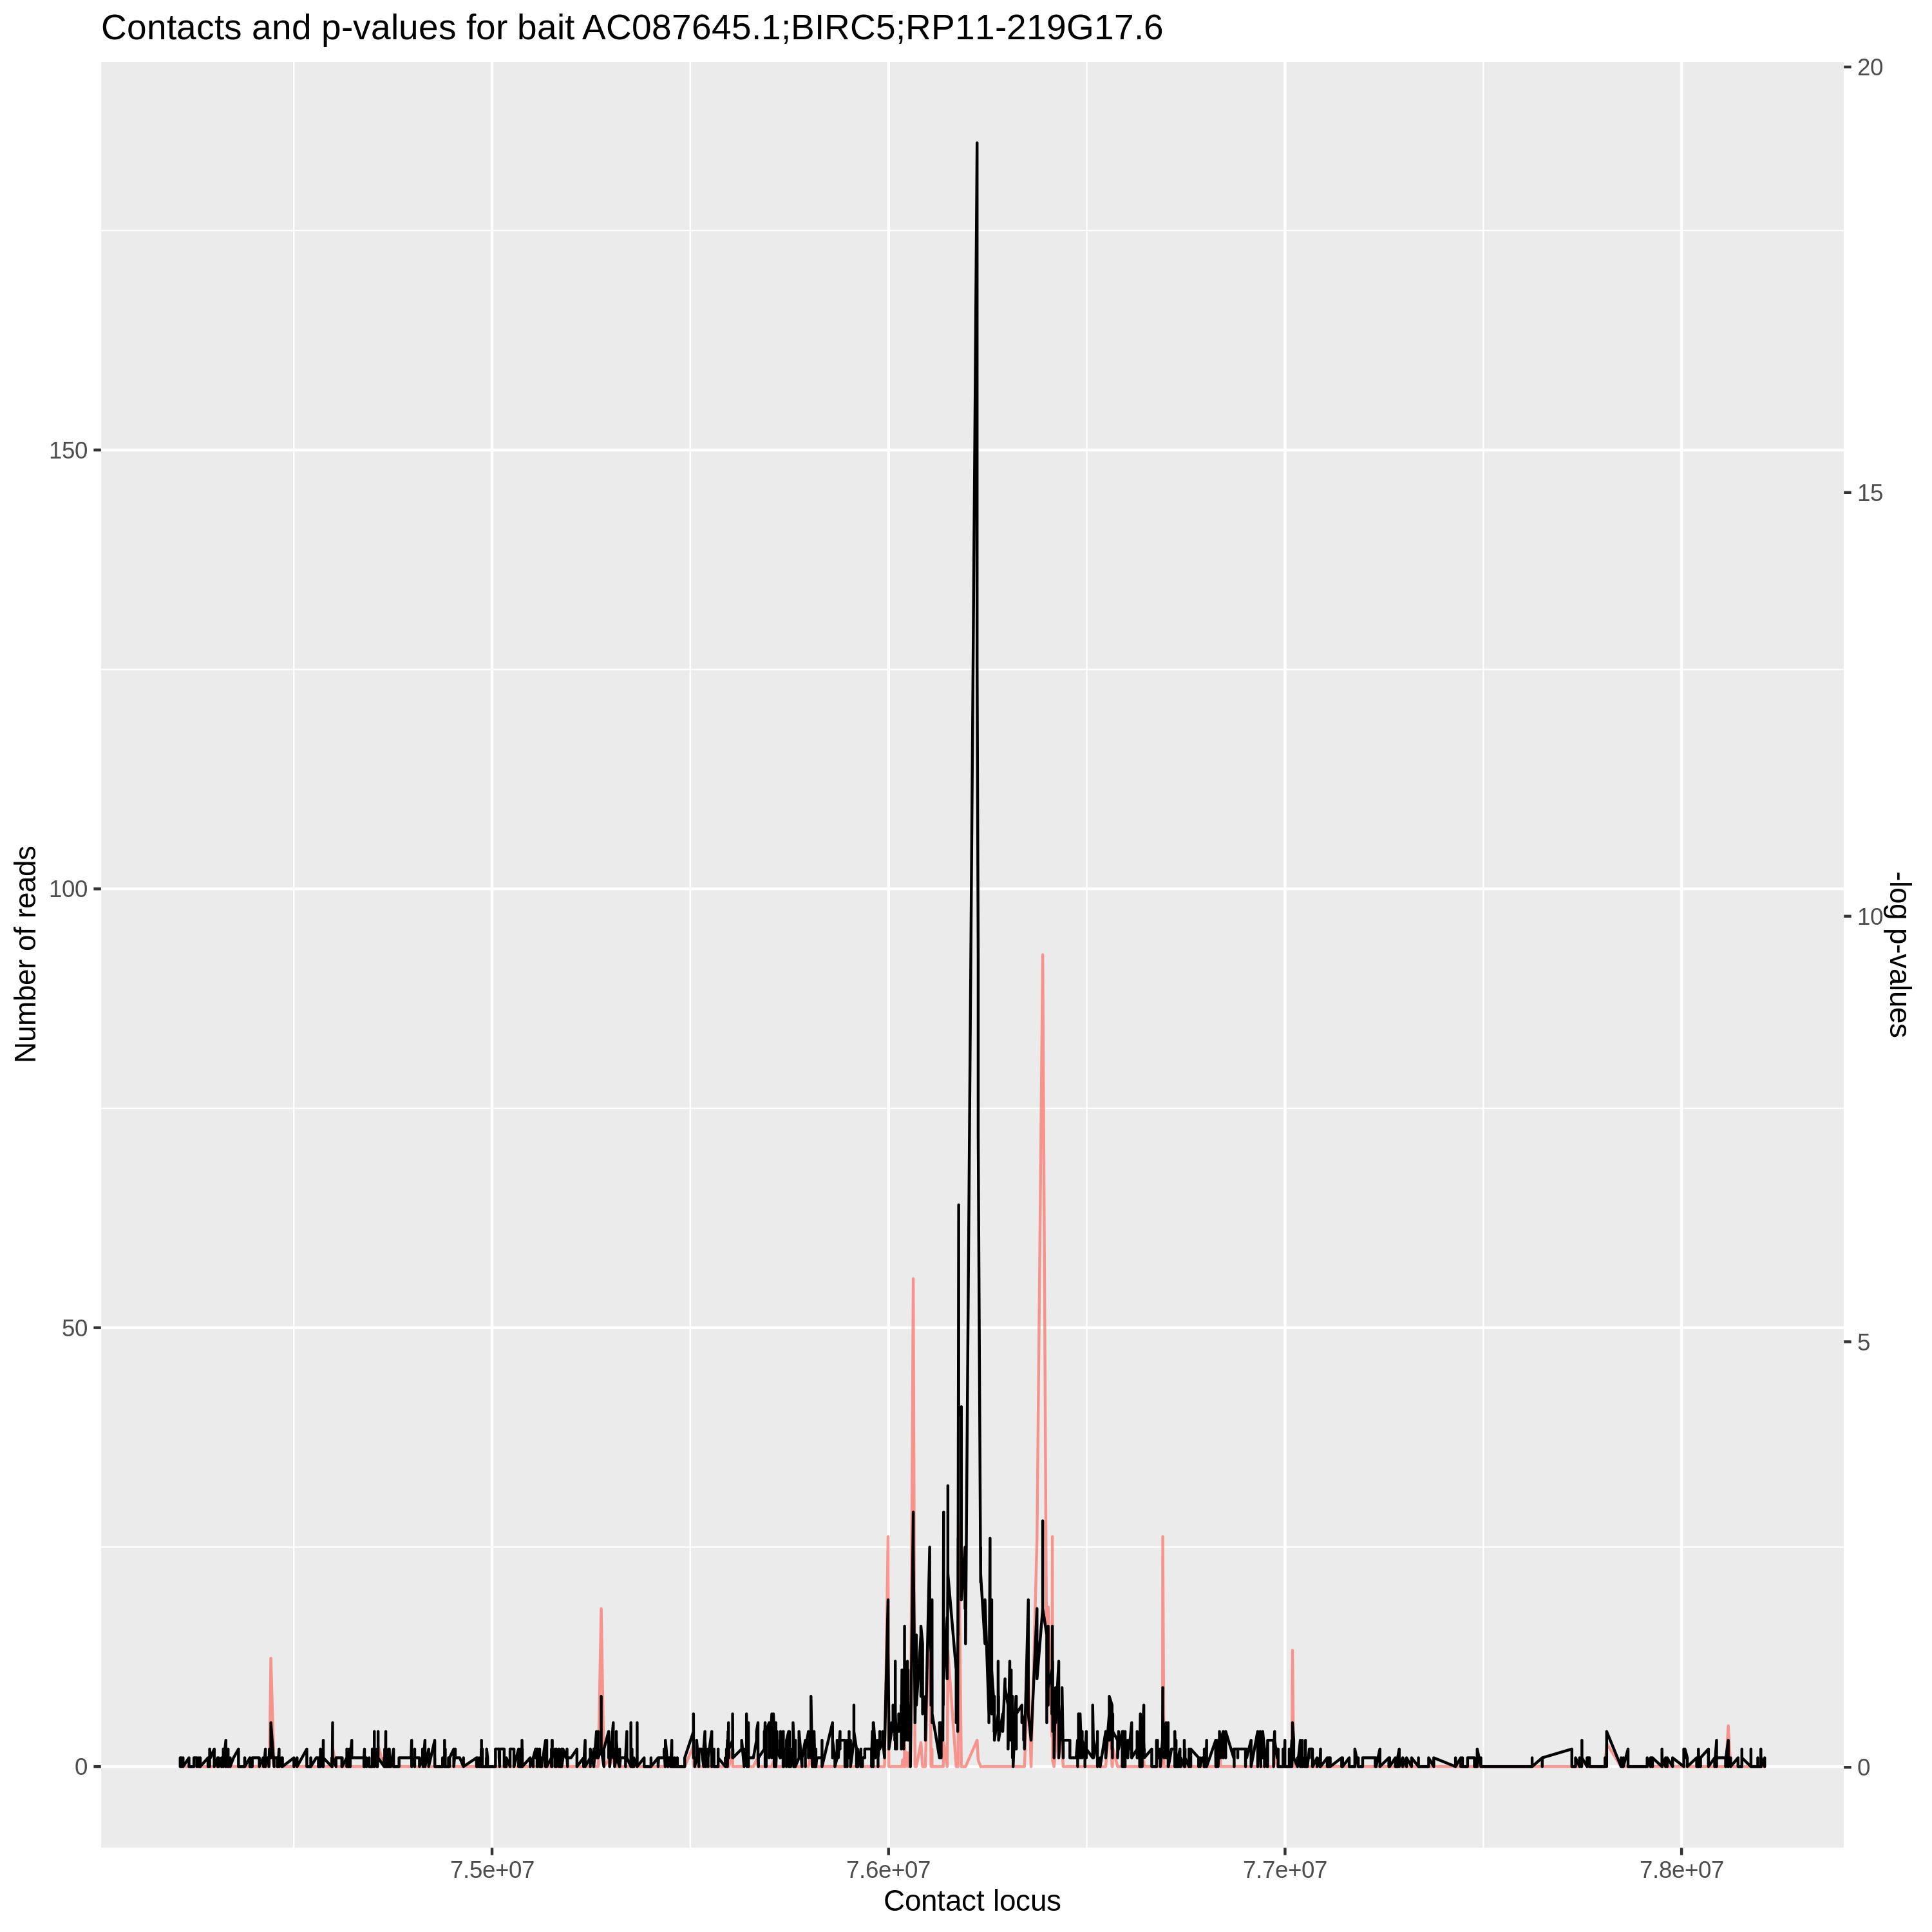 Contacts and p-values for bait AC087645.1;BIRC5;RP11-219G17.6
20
150
15
Number of reads
100
10
-log p-values
50
5
0
0
7.5e+07
7.6e+07
7.7e+07
7.8e+07
Contact locus